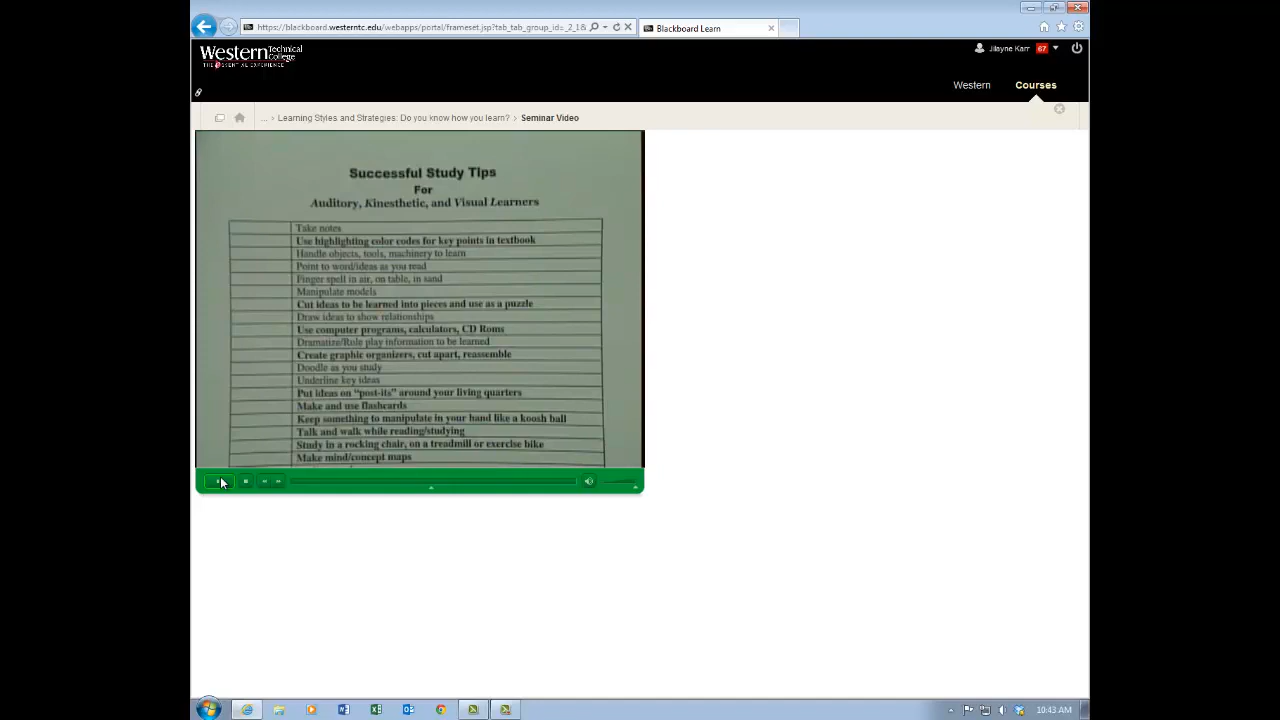 https://blackboard.westerntc.edu/webapps/portal/frameset.jsp?tab_tab_group_id=_2_1&
Blackboard Learn
Western Technical College
THE ESSENTIAL EXPERIENCE
Jilayne Karr 67
Western Courses
... > Learning Styles and Strategies: Do you know how you learn? > Seminar Video
Successful Study Tips
For
Auditory, Kinesthetic, and Visual Learners
Take notes
Use highlighting color codes for key points in textbook
Handle objects, tools, machinery to learn
Point to word/ideas as you read
Finger spell in air, on table, in sand
Manipulate models
Cut ideas to be learned into pieces and use as a puzzle
Draw ideas to show relationships
Use computer programs, calculators, CD Roms
Dramatize/Role play information to be learned
Create graphic organizers, cut apart, reassemble
Doodle as you study
Underline key ideas
Put ideas on "post-its" around your living quarters
Make and use flashcards
Keep something to manipulate in your hand like a koosh ball
Talk and walk while reading/studying
Study in a rocking chair, on a treadmill or exercise bike
Make mind/concept maps
10:43 AM